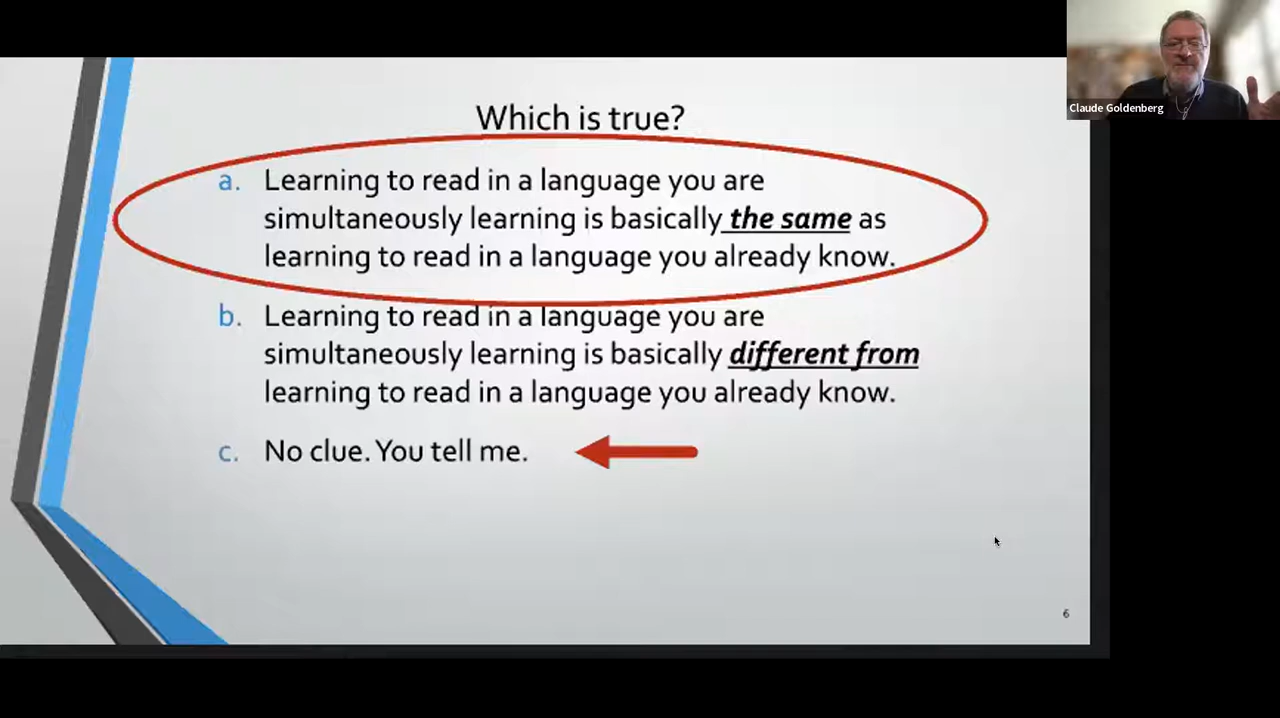 Claude Goldenberg
Which is true?
a. Learning to read in a language you are
simultaneously learning is basically the same as
learning to read in a language you already know.
b. Learning to read in a language you are
simultaneously learning is basically different from
learning to read in a language you already know.
c. No clue. You tell me.
6